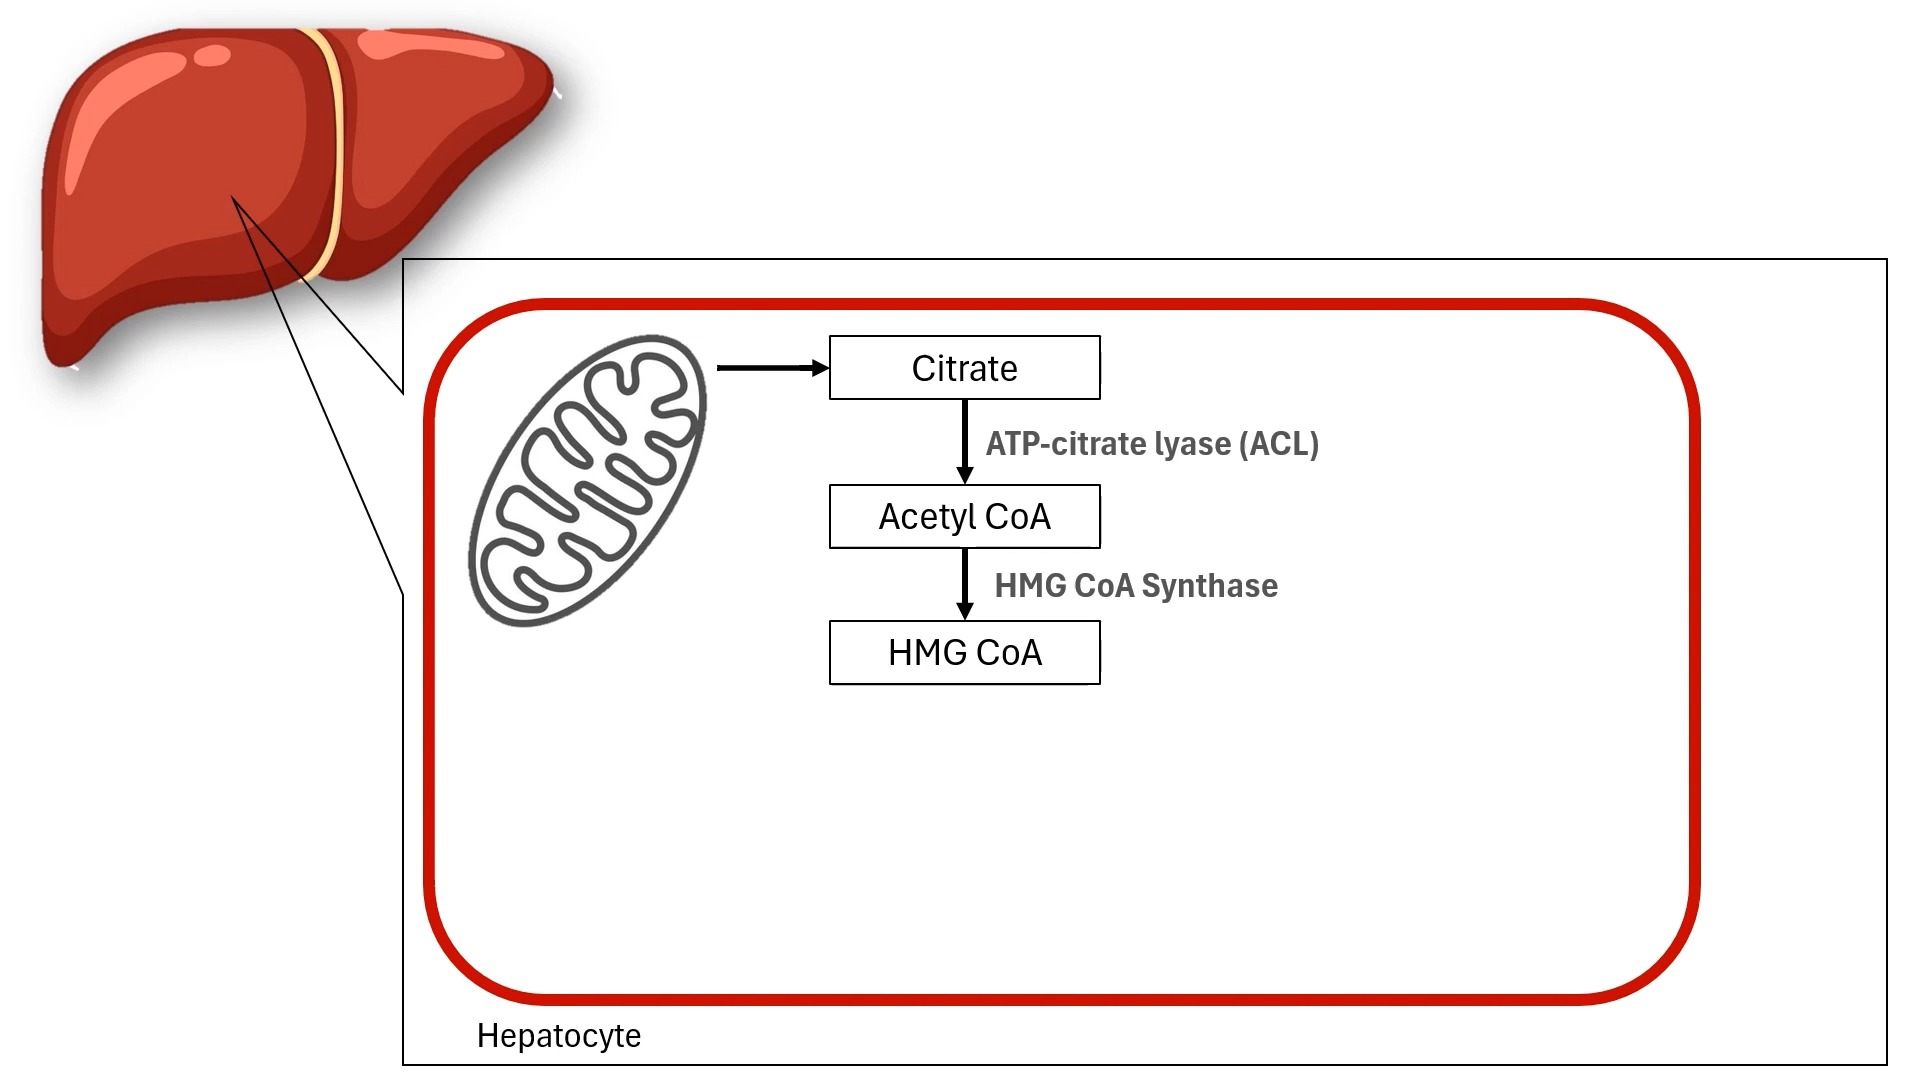 Citrate
ATP-citrate lyase (ACL)
Acetyl CoA
HMG CoA Synthase
HMG CoA
Hepatocyte